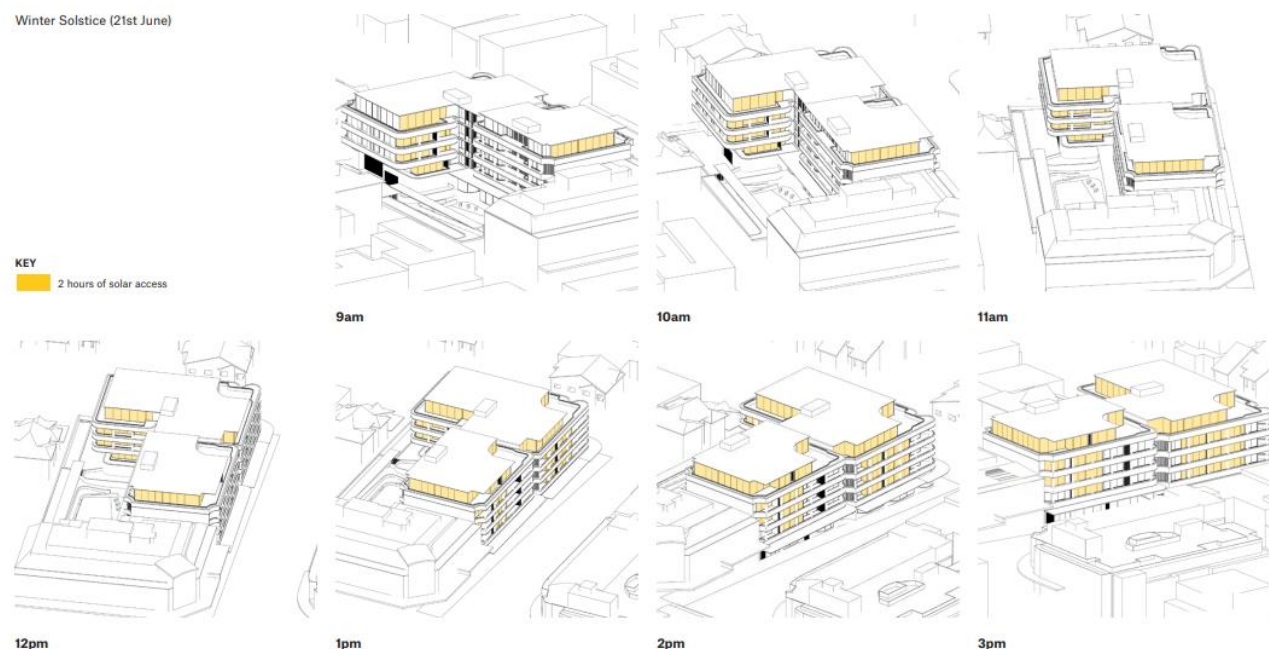 Winter Solstice (21st June)
KEY
2 hours of solar access
9am
10am
11am
12pm
1pm
2pm
3pm